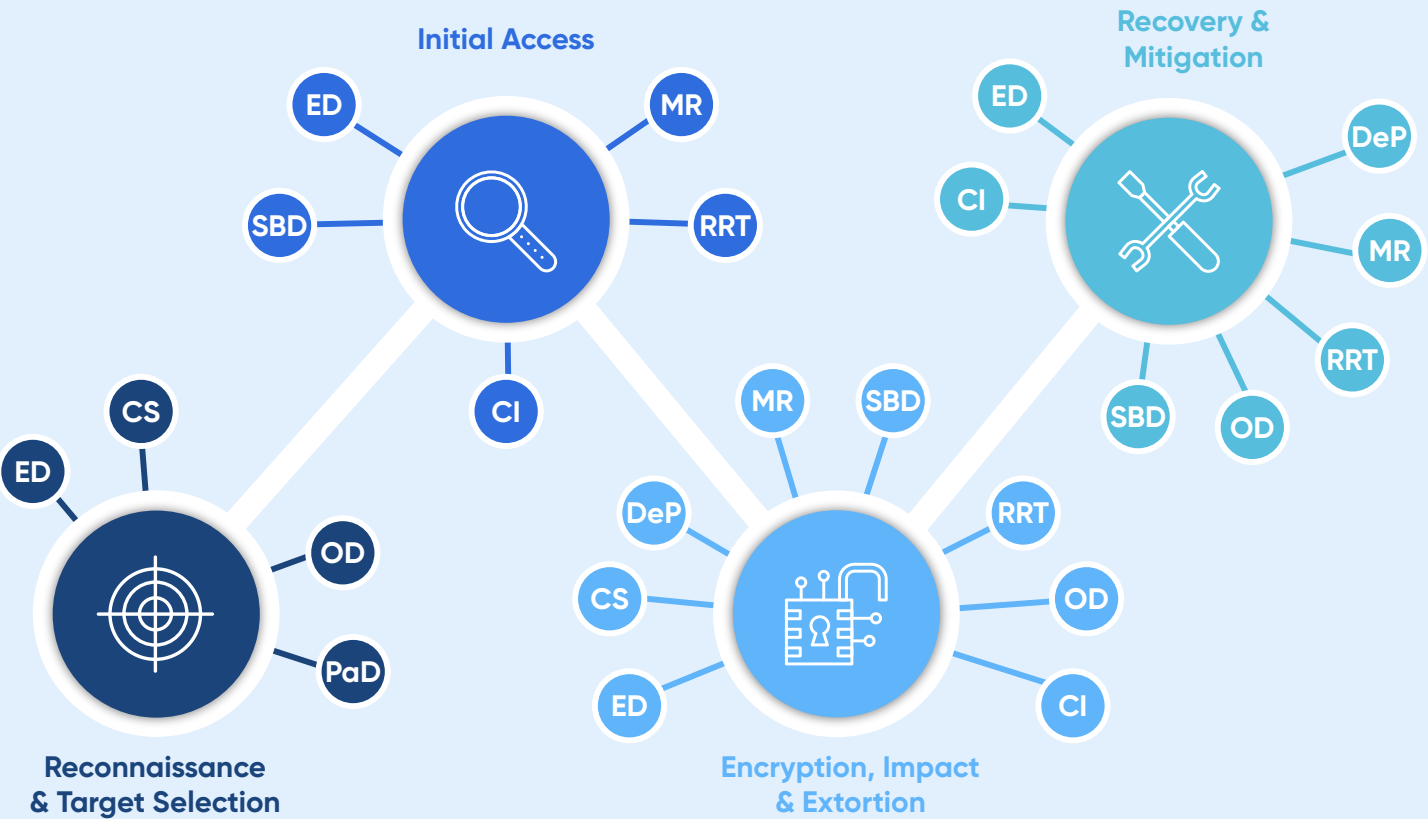 Initial Access
ED
MR
SBD
RRT
CI
Recovery &
Mitigation
ED
DeP
CI
MR
RRT
SBD
OD
CS
ED
OD
PaD
Reconnaissance
& Target Selection
MR
SBD
DeP
RRT
CS
OD
ED
CI
Encryption, Impact
& Extortion